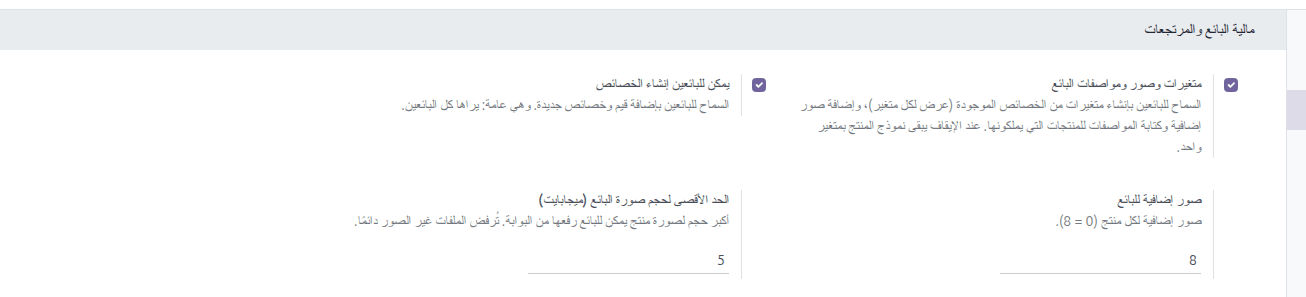 مالية البائع والمرتجعات
متغيرات وصور ومواصفات البائع
السماح للبائعين بإنشاء متغيرات من الخصائص الموجودة (عرض لكل متغير)، وإضافة صور
إضافية وكتابة المواصفات للمنتجات التي يملكونها. عند الإيقاف يبقى نموذج المنتج بمتغير
واحد.
يمكن للبائعين إنشاء الخصائص
السماح للبائعين بإضافة قيم وخصائص جديدة. وهي عامة: يراها كل البائعين.
صور إضافية للبائع
صور إضافية لكل منتج (0 = 8).
8
الحد الأقصى لحجم صورة البائع (ميجابايت)
أكبر حجم لصورة منتج يمكن للبائع رفعها من البوابة. تُرفض الملفات غير الصور دائمًا.
5